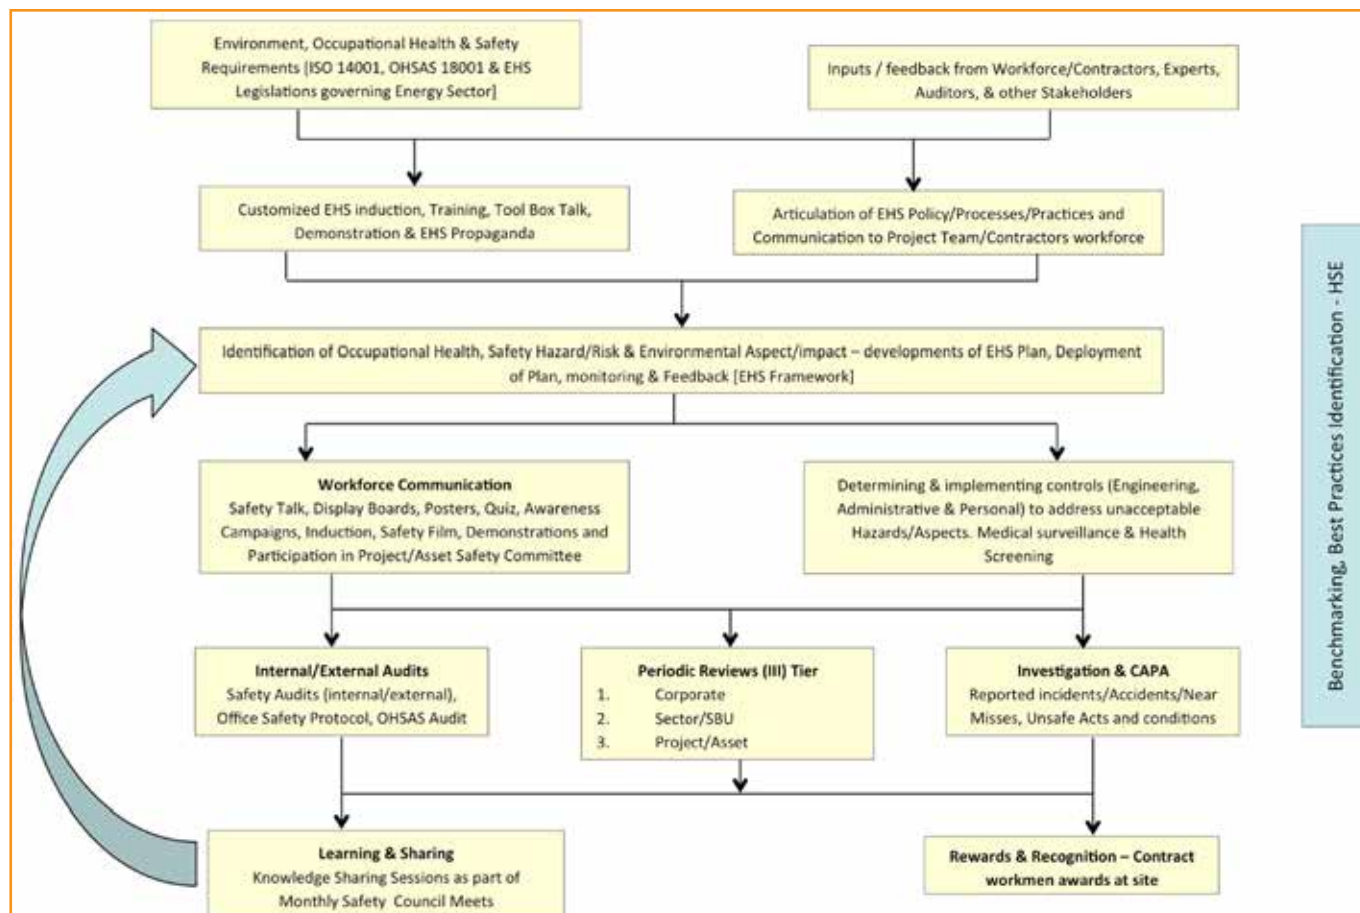 Environment, Occupational Health & Safety
Requirements [ISO 14001, OHSAS 18001 & EHS
Legislations governing Energy Sector]
Inputs / feedback from Workforce/Contractors, Experts,
Auditors, & other Stakeholders
Customized EHS induction, Training, Tool Box Talk,
Demonstration & EHS Propaganda
Articulation of EHS Policy/Processes/Practices and
Communication to Project Team/Contractors workforce
Identification of Occupational Health, Safety Hazard/Risk & Environmental Aspect/impact – developments of EHS Plan, Deployment
of Plan, monitoring & Feedback [EHS Framework]
Workforce Communication
Safety Talk, Display Boards, Posters, Quiz, Awareness
Campaigns, Induction, Safety Film, Demonstrations and
Participation in Project/Asset Safety Committee
Determining & implementing controls (Engineering,
Administrative & Personal) to address unacceptable
Hazards/Aspects. Medical surveillance & Health
Screening
Internal/External Audits
Safety Audits (internal/external),
Office Safety Protocol, OHSAS Audit
Periodic Reviews (III) Tier
1. Corporate
2. Sector/SBU
3. Project/Asset
Investigation & CAPA
Reported incidents/Accidents/Near
Misses, Unsafe Acts and conditions
Learning & Sharing
Knowledge Sharing Sessions as part of
Monthly Safety Council Meets
Rewards & Recognition – Contract
workmen awards at site
Benchmarking, Best Practices Identification - HSE